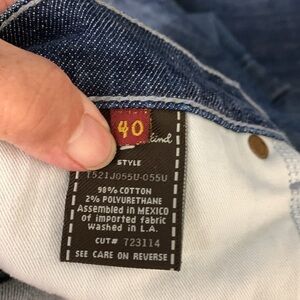 40
kind
STYLE
T521J055U-055U
98% COTTON
2% POLYURETHANE
Assembled in MEXICO
of imported fabric
Washed in L.A.
CUT# 723114
SEE CARE ON REVERSE